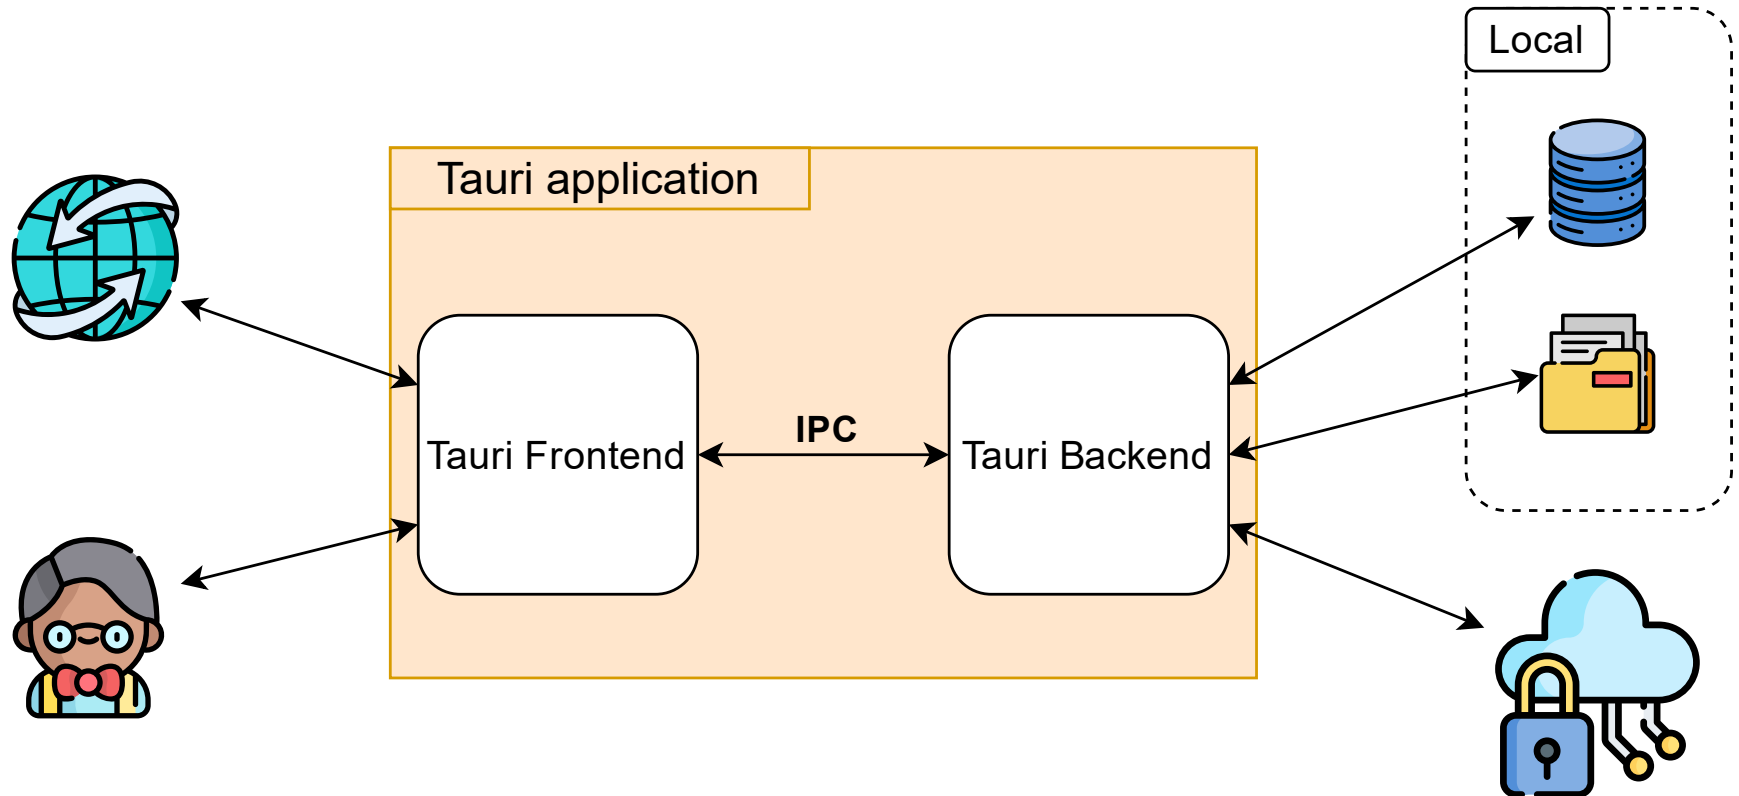 Local
Tauri application
IPC
Tauri Frontend
Tauri Backend